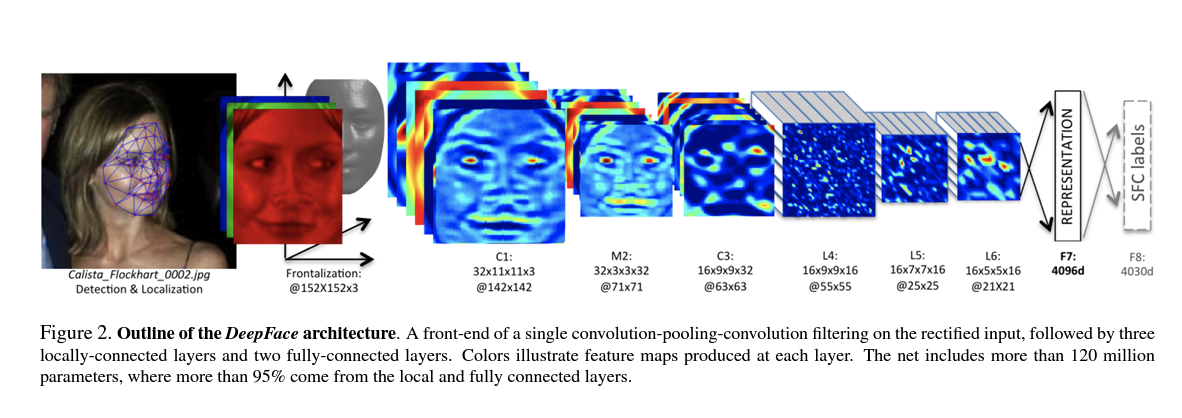 Calista_Flockhart_0002.jpg
Detection & Localization
Frontalization:
@152X152x3
C1:
32x11x11x3
@142x142
M2:
32x3x3x32
@71x71
C3:
16x9x9x32
@63x63
L4:
16x9x9x16
@55x55
L5:
16x7x7x16
@25x25
L6:
16x5x5x16
@21X21
REPRESENTATION
F7:
4096d
SFC labels
F8:
4030d
Figure 2. Outline of the DeepFace architecture. A front-end of a single convolution-pooling-convolution filtering on the rectified input, followed by three
locally-connected layers and two fully-connected layers. Colors illustrate feature maps produced at each layer. The net includes more than 120 million
parameters, where more than 95% come from the local and fully connected layers.